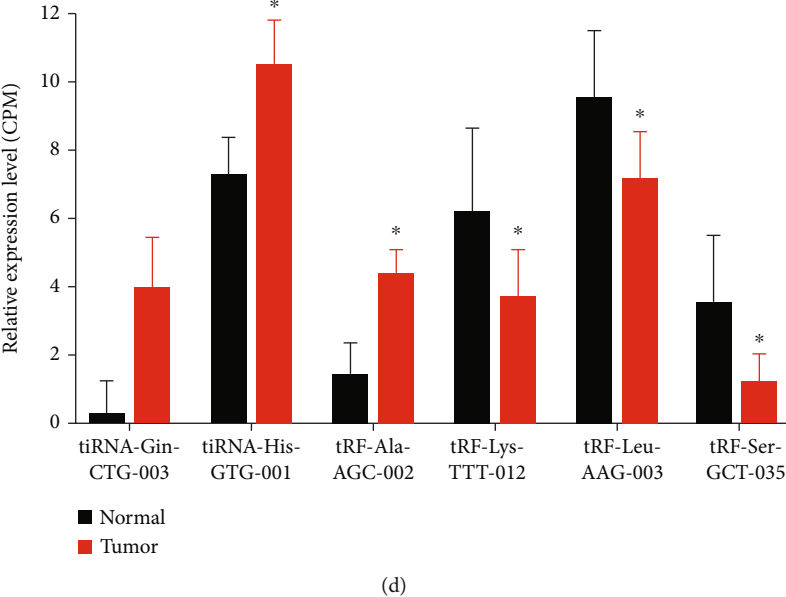 Relative expression level (CPM)
12
10
8
6
4
2
0
*
*
*
*
*
tiRNA-Gin-
CTG-003
tiRNA-His-
GTG-001
tRF-Ala-
AGC-002
tRF-Lys-
TTT-012
tRF-Leu-
AAG-003
tRF-Ser-
GCT-035
Normal
Tumor
(d)